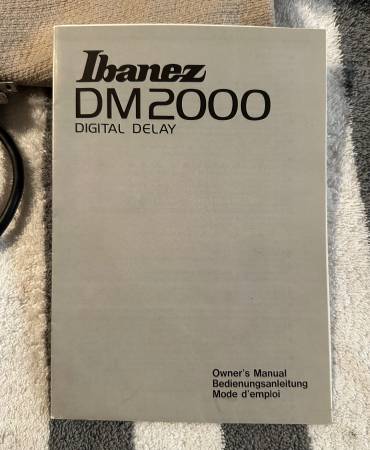 Ibanez
DM2000
DIGITAL DELAY
Owner's Manual
Bedienungsanleitung
Mode d'emploi